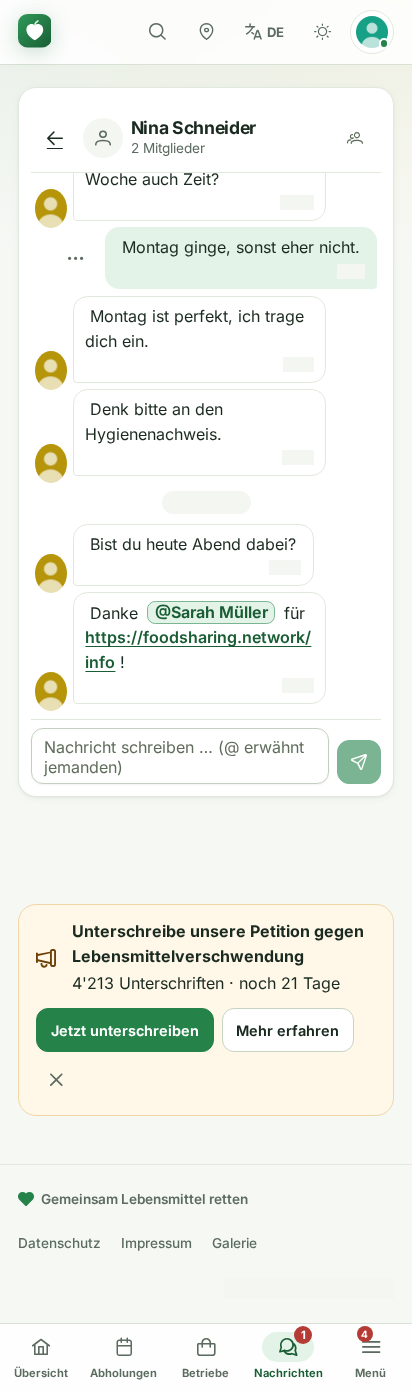 DE
Nina Schneider
2 Mitglieder
Woche auch Zeit?
Montag ginge, sonst eher nicht.
Montag ist perfekt, ich trage
dich ein.
Denk bitte an den
Hygienenachweis.
Bist du heute Abend dabei?
Danke @Sarah Müller für
https://foodsharing.network/
info !
Nachricht schreiben … (@ erwähnt
jemanden)
Unterschreibe unsere Petition gegen
Lebensmittelverschwendung
4'213 Unterschriften · noch 21 Tage
Jetzt unterschreiben
Mehr erfahren
Gemeinsam Lebensmittel retten
Datenschutz Impressum Galerie
1
4
Übersicht Abholungen Betriebe Nachrichten Menü